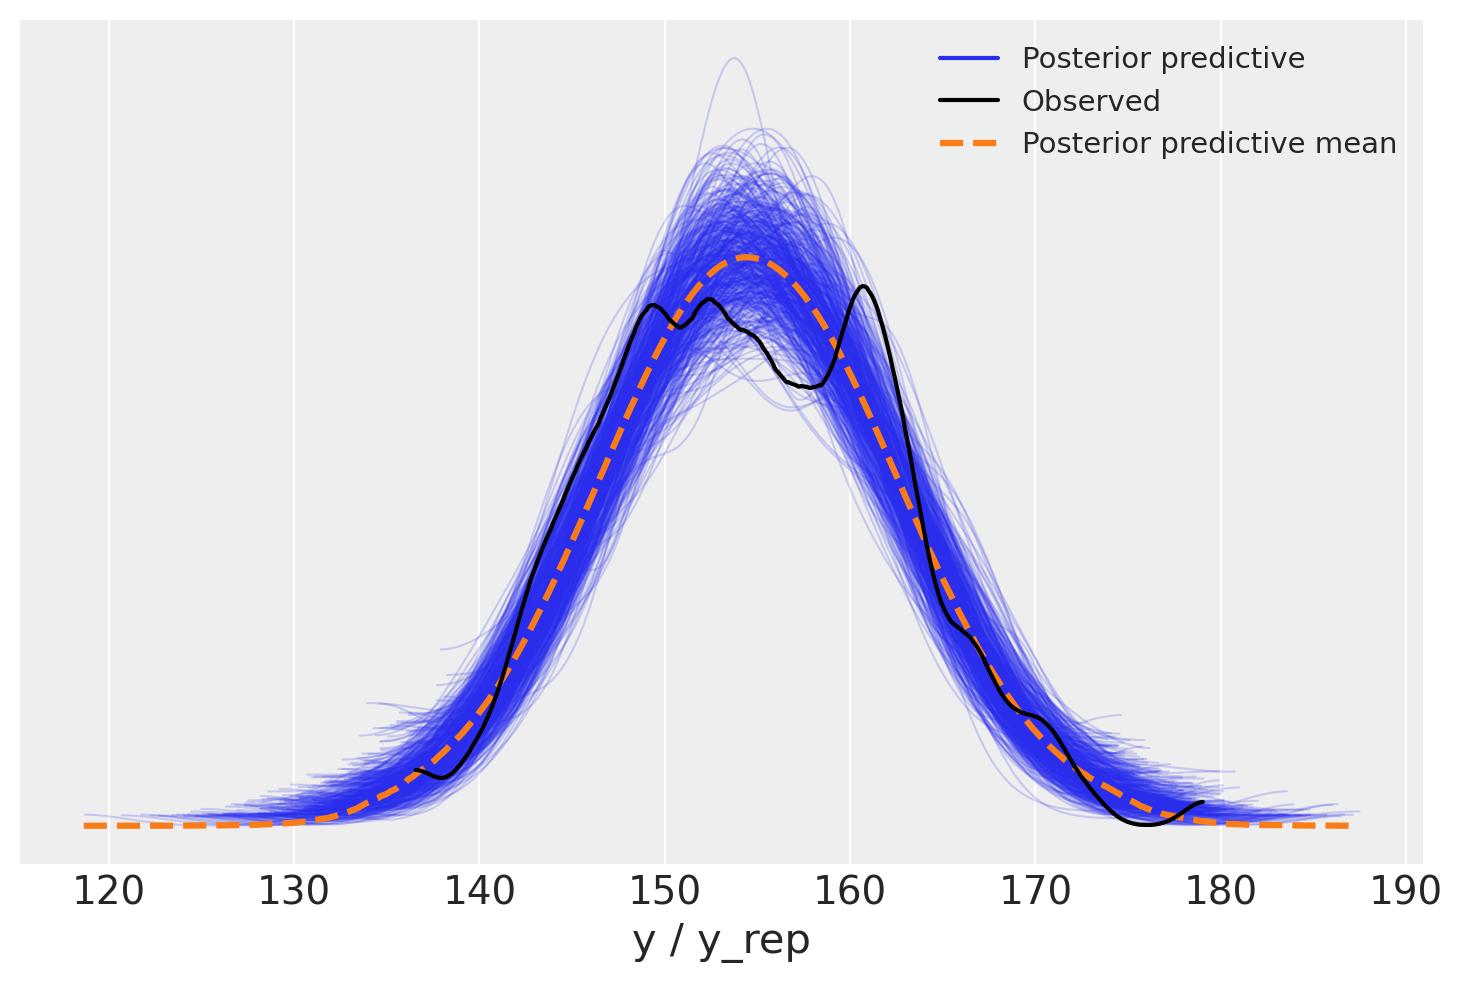 Posterior predictive
Observed
Posterior predictive mean
120 130 140 150 160 170 180 190
y / y_rep